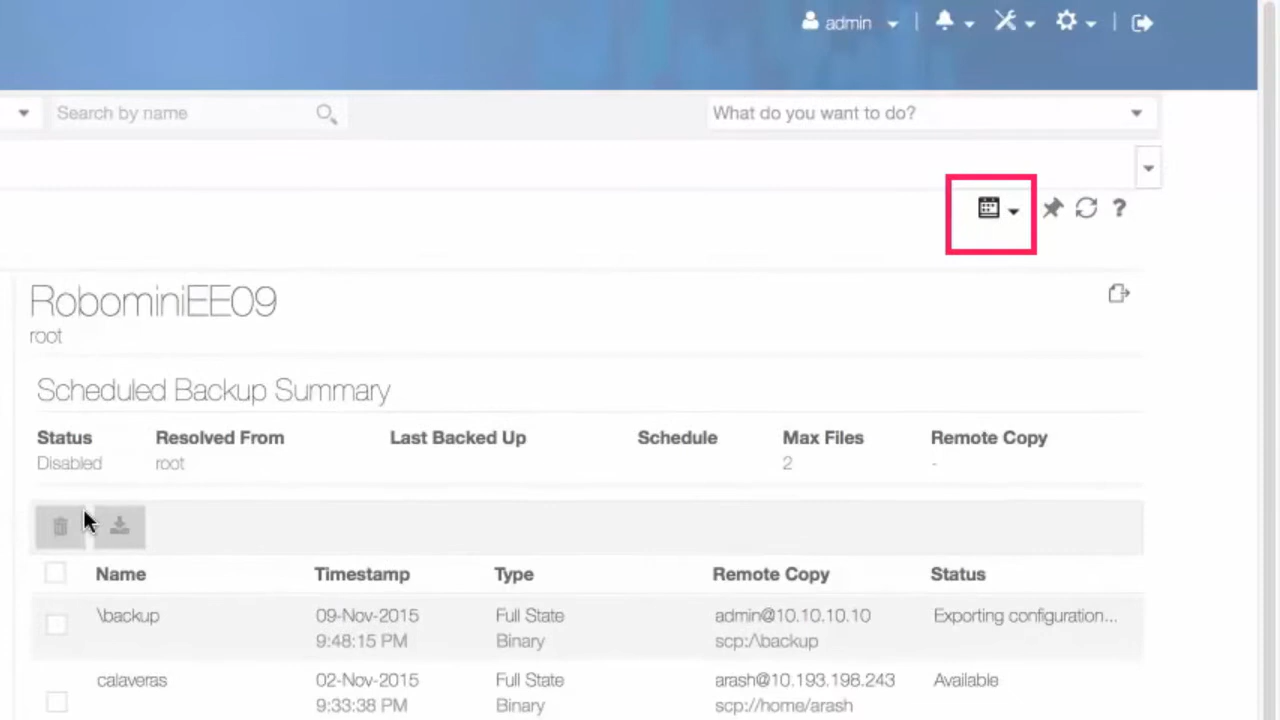 admin
Search by name
What do you want to do?
?
RobominiEE09
root
Scheduled Backup Summary
Status Resolved From Last Backed Up Schedule Max Files Remote Copy
Disabled root 2 -
Name Timestamp Type Remote Copy Status
\backup 09-Nov-2015 Full State admin@10.10.10.10 Exporting configuration...
9:48:15 PM Binary scp:/\backup
calaveras 02-Nov-2015 Full State arash@10.193.198.243 Available
9:33:38 PM Binary scp://home/arash